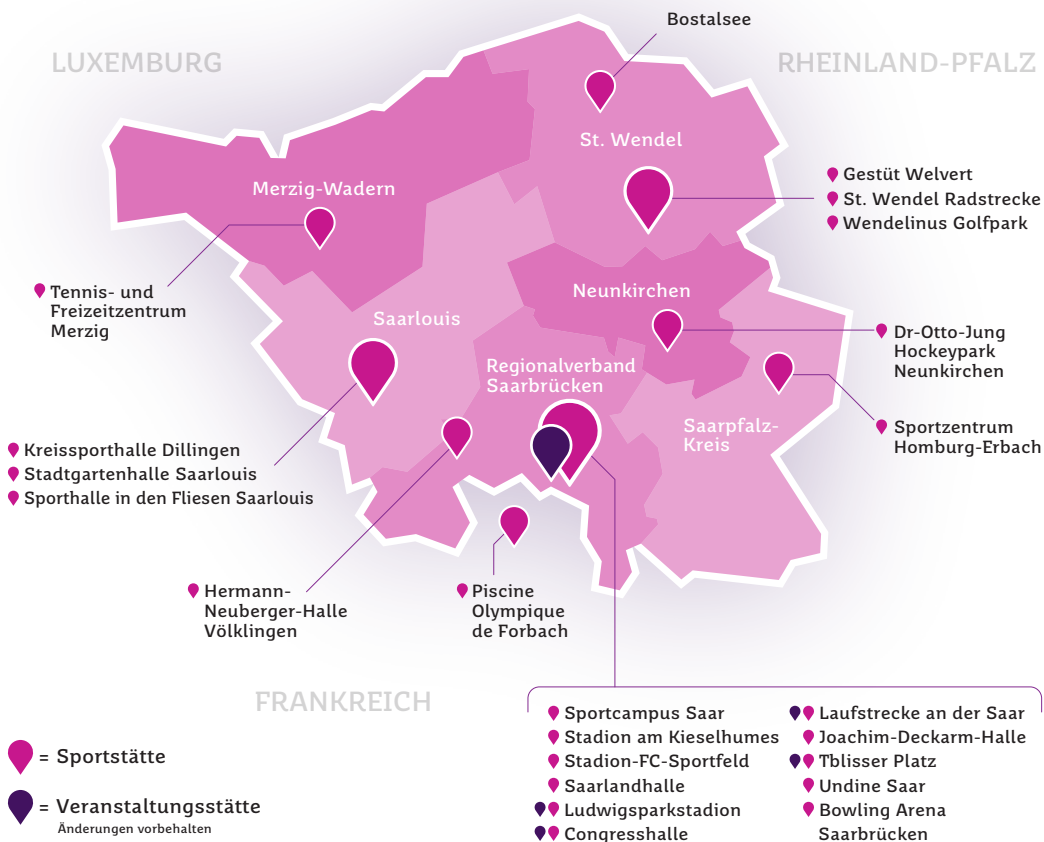 Bostalsee
LUXEMBURG
RHEINLAND-PFALZ
St. Wendel
Gestüt Welvert
St. Wendel Radstrecke
Wendelinus Golfpark
Merzig-Wadern
Tennis- und
Freizeitzentrum
Merzig
Neunkirchen
Saarlouis
Dr-Otto-Jung
Hockeypark
Neunkirchen
Regionalverband
Saarbrücken
Saarpfalz-
Kreis
Sportzentrum
Homburg-Erbach
Kreissporthalle Dillingen
Stadtgartenhalle Saarlouis
Sporthalle in den Fliesen Saarlouis
Hermann-
Neuberger-Halle
Völklingen
Piscine
Olympique
de Forbach
FRANKREICH
Sportcampus Saar
Stadion am Kieselhumes
Stadion-FC-Sportfeld
Saarlandhalle
Ludwigsparkstadion
Congresshalle
Laufstrecke an der Saar
Joachim-Deckarm-Halle
Tblisser Platz
Undine Saar
Bowling Arena
Saarbrücken
= Sportstätte
= Veranstaltungsstätte
Änderungen vorbehalten